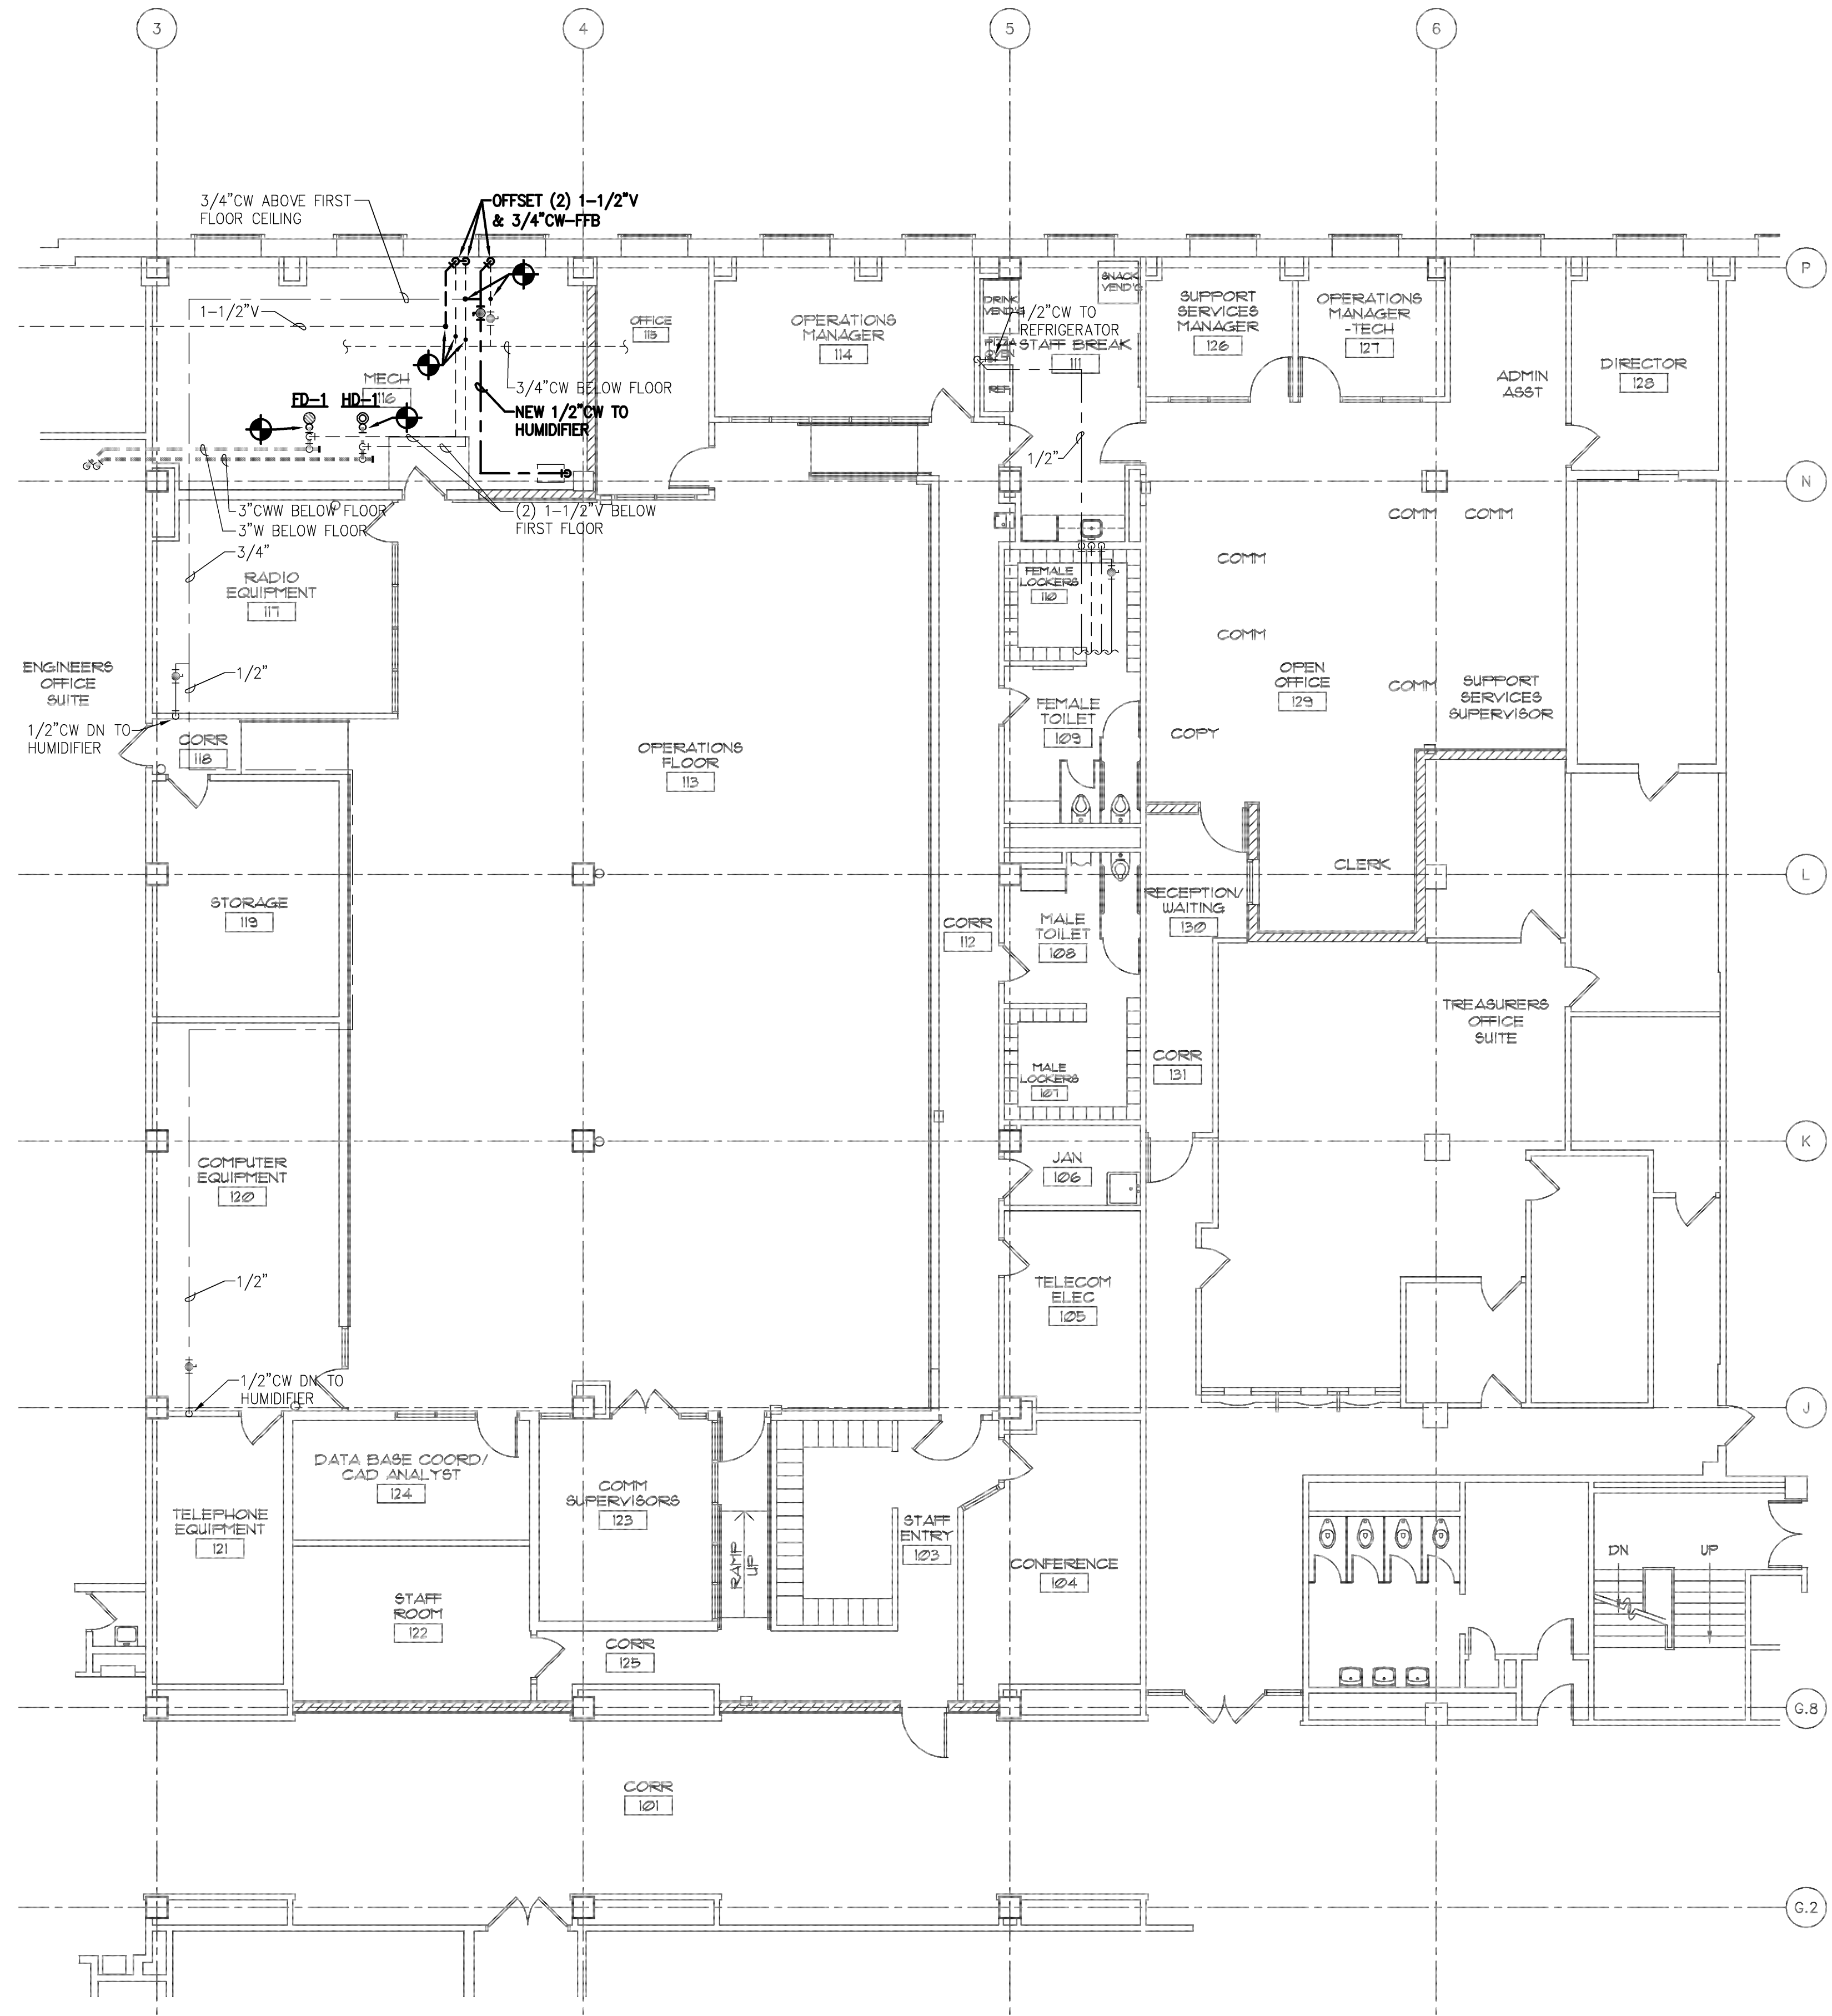 3
4
5
6
3/4"CW ABOVE FIRST
FLOOR CEILING
OFFSET (2) 1-1/2"V
& 3/4"CW-FFB
P
1-1/2"V
OFFICE
115
OPERATIONS
MANAGER
114
DRINK
VEND'G
SNACK
VEND'G
1/2"CW TO
REFRIGERATOR
PIZZA
OVEN
STAFF BREAK
111
REF
SUPPORT
SERVICES
MANAGER
126
OPERATIONS
MANAGER
-TECH
127
DIRECTOR
128
ADMIN
ASST
MECH
116
3/4"CW BELOW FLOOR
NEW 1/2"CW TO
HUMIDIFIER
FD-1
HD-1
1/2"
N
3"CWW BELOW FLOOR
3"W BELOW FLOOR
3/4"
(2) 1-1/2"V BELOW
FIRST FLOOR
COMM
COMM
COMM
RADIO
EQUIPMENT
117
FEMALE
LOCKERS
110
COMM
ENGINEERS
OFFICE
SUITE
1/2"
OPEN
OFFICE
129
COMM
SUPPORT
SERVICES
SUPERVISOR
1/2"CW DN TO
HUMIDIFIER
CORR
118
OPERATIONS
FLOOR
113
FEMALE
TOILET
109
COPY
CLERK
L
STORAGE
119
CORR
112
MALE
TOILET
108
RECEPTION/
WAITING
130
TREASURERS
OFFICE
SUITE
CORR
131
MALE
LOCKERS
107
K
COMPUTER
EQUIPMENT
120
JAN
106
1/2"
TELECOM
ELEC
105
1/2"CW DN TO
HUMIDIFIER
J
DATA BASE COORD/
CAD ANALYST
124
COMM
SUPERVISORS
123
TELEPHONE
EQUIPMENT
121
RAMP
UP
STAFF
ENTRY
103
CONFERENCE
104
DN
UP
STAFF
ROOM
122
CORR
125
G.8
CORR
101
G.2